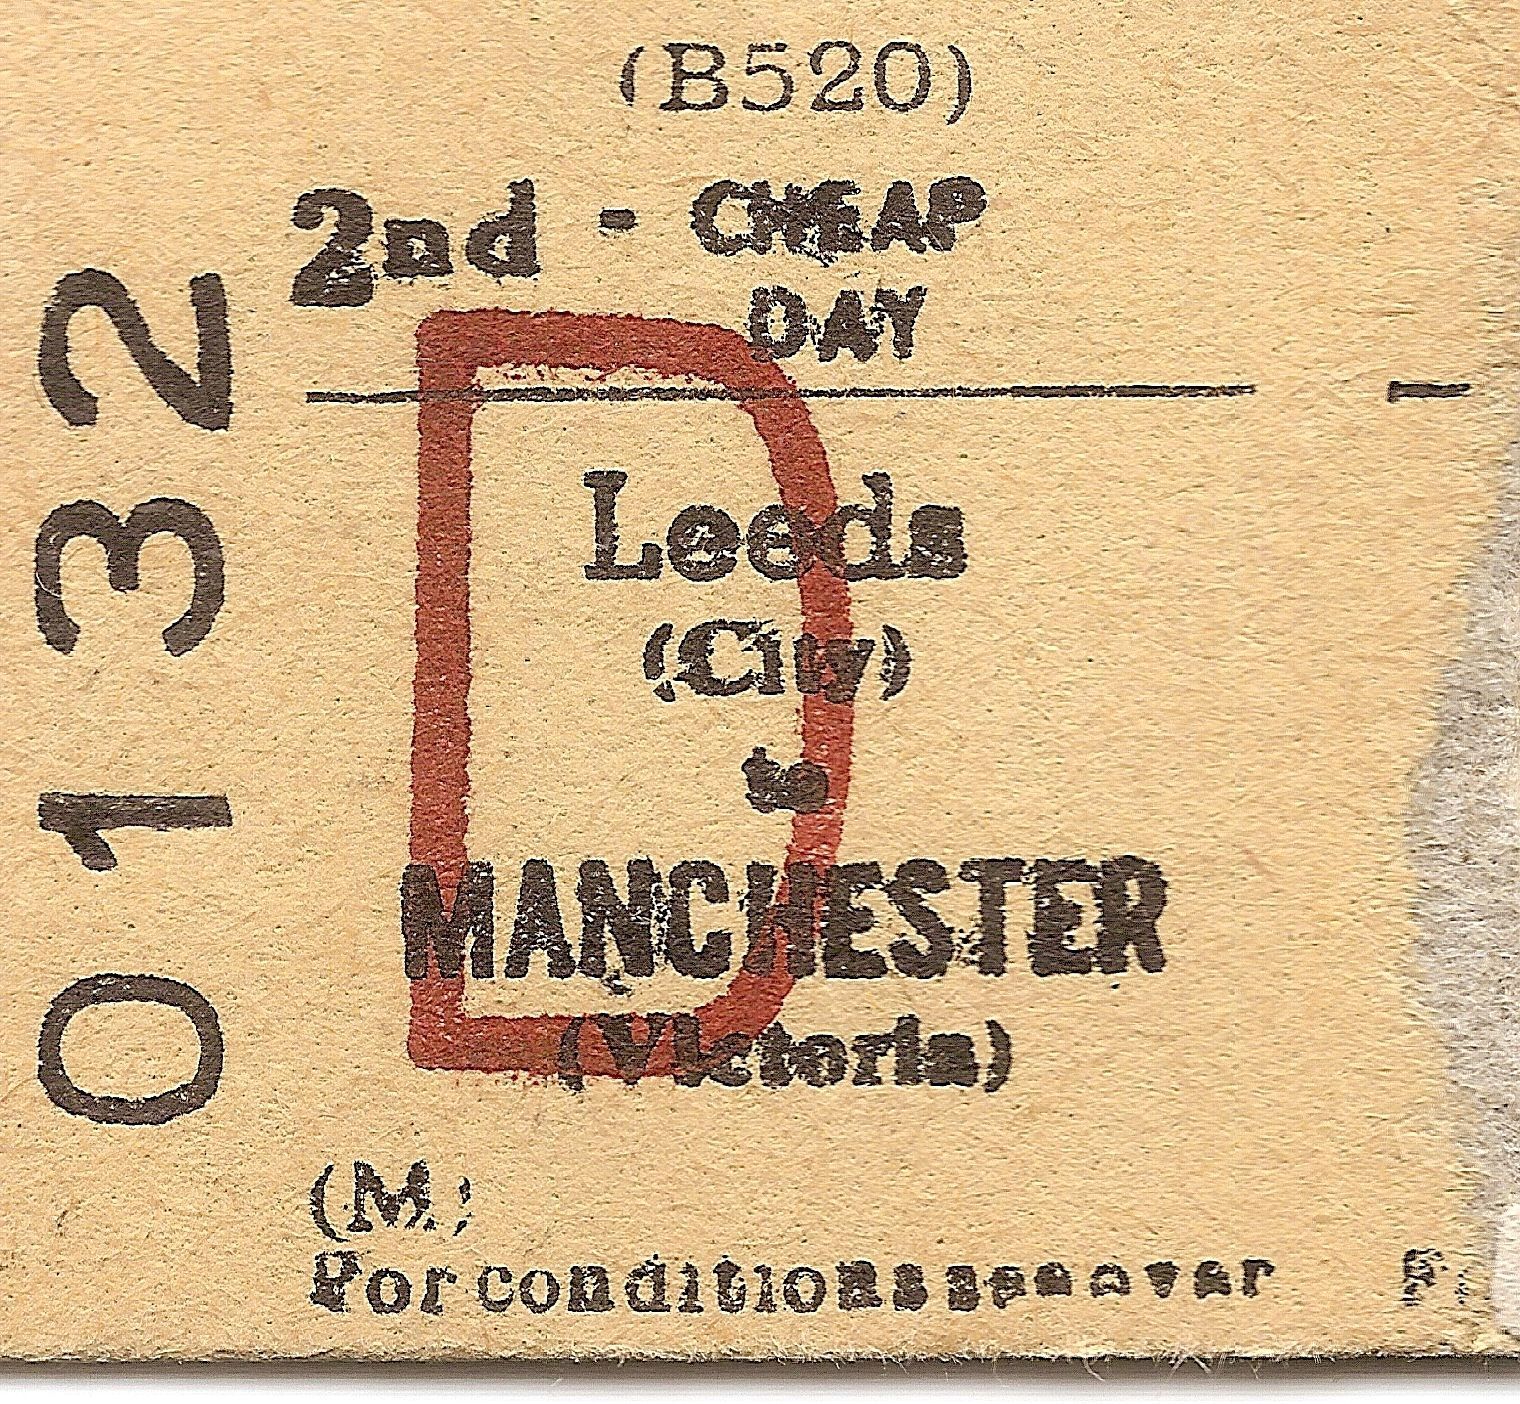 (B520)
2nd - CHEAP
DAY
Leeds
(City)
to
MANCHESTER
(Victoria)
(M)
For conditions see over
0132
D